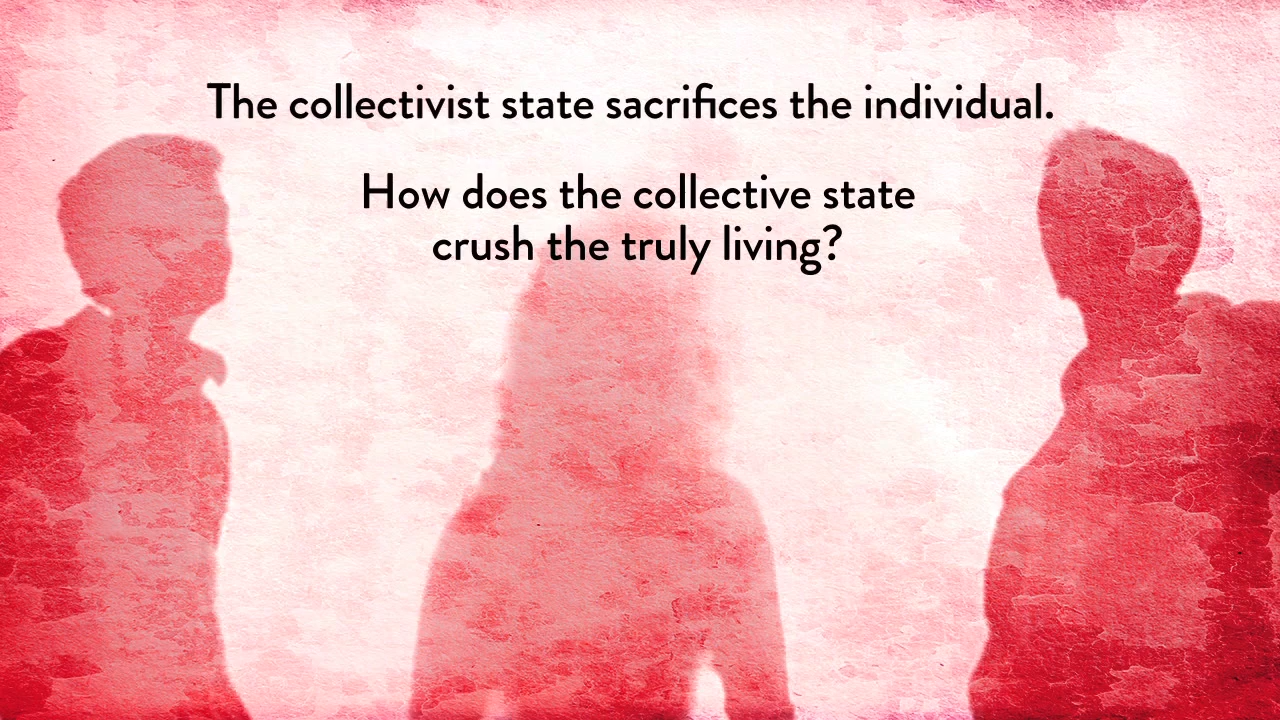 The collectivist state sacrifices the individual.
How does the collective state
crush the truly living?